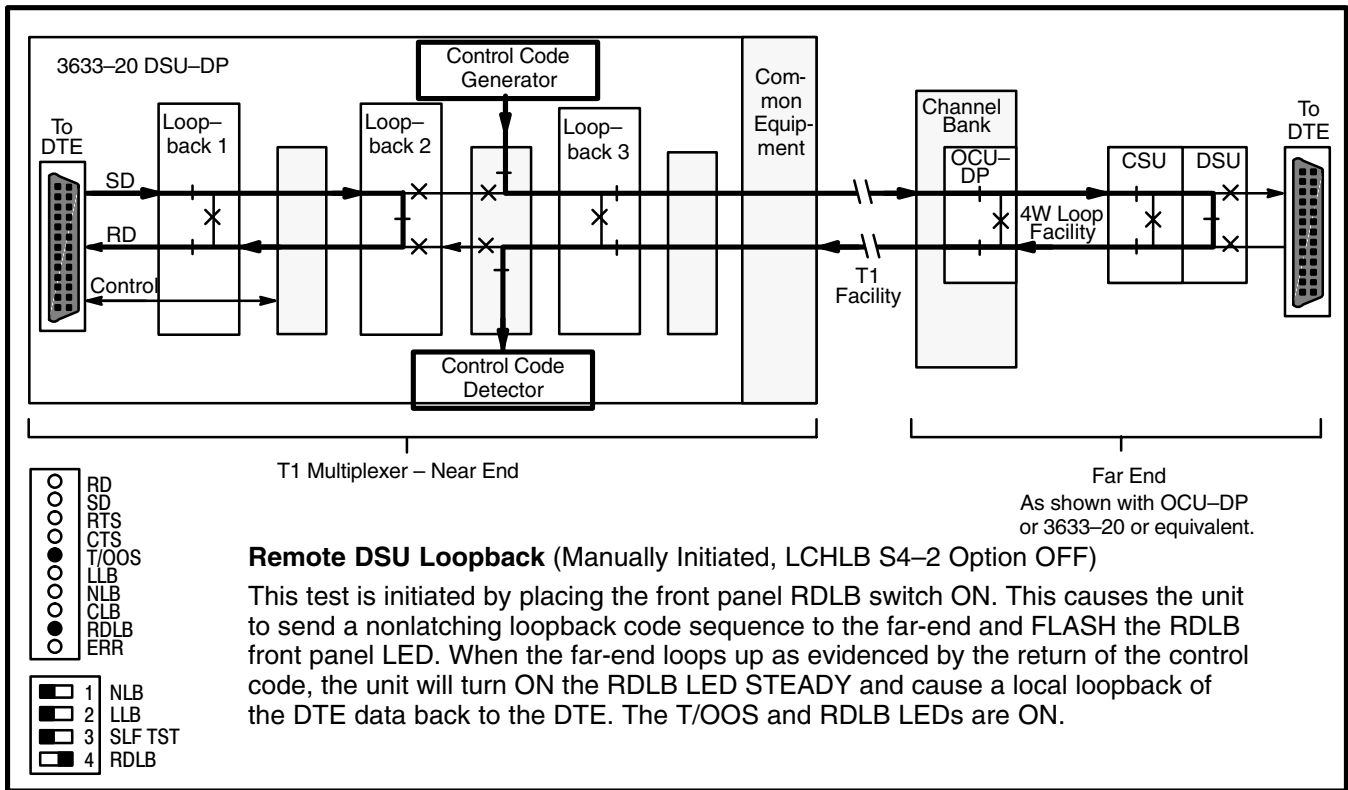 3633–20 DSU–DP
To
DTE
SD
RD
Control
Loop–
back 1
Loop–
back 2
Control Code
Generator
Loop–
back 3
Control Code
Detector
Com-
mon
Equip-
ment
T1
Facility
Channel
Bank
OCU–
DP
4W Loop
Facility
CSU
DSU
To
DTE
T1 Multiplexer – Near End
Far End
As shown with OCU–DP
or 3633–20 or equivalent.
RD
SD
RTS
CTS
T/OOS
LLB
NLB
CLB
RDLB
ERR
1 NLB
2 LLB
3 SLF TST
4 RDLB
Remote DSU Loopback (Manually Initiated, LCHLB S4–2 Option OFF)
This test is initiated by placing the front panel RDLB switch ON. This causes the unit
to send a nonlatching loopback code sequence to the far-end and FLASH the RDLB
front panel LED. When the far-end loops up as evidenced by the return of the control
code, the unit will turn ON the RDLB LED STEADY and cause a local loopback of
the DTE data back to the DTE. The T/OOS and RDLB LEDs are ON.